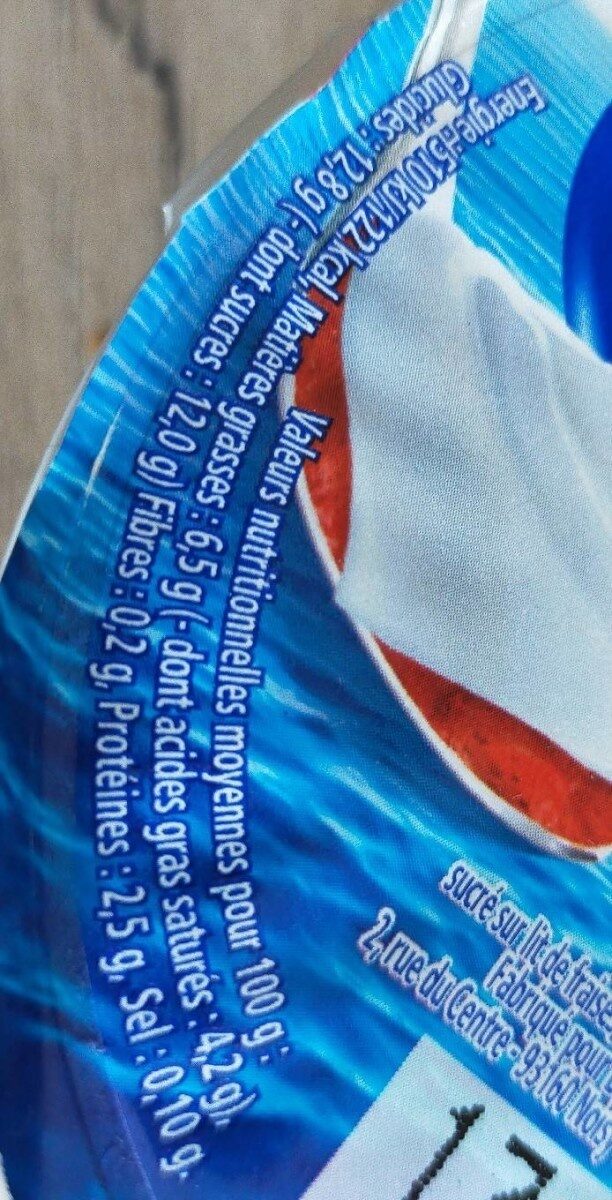 Valeurs nutritionnelles moyennes pour 100 g :
Energie : 510 kJ/122 kcal, Matières grasses : 6,5 g (- dont acides gras saturés : 4,2 g),
Glucides : 12,8 g (- dont sucres : 12,0 g) Fibres : 0,2 g, Protéines : 2,5 g, Sel : 0,10 g.
sucré sur lit de fraise
Fabriqué pour
2, rue du Centre - 93160 Noisy
17